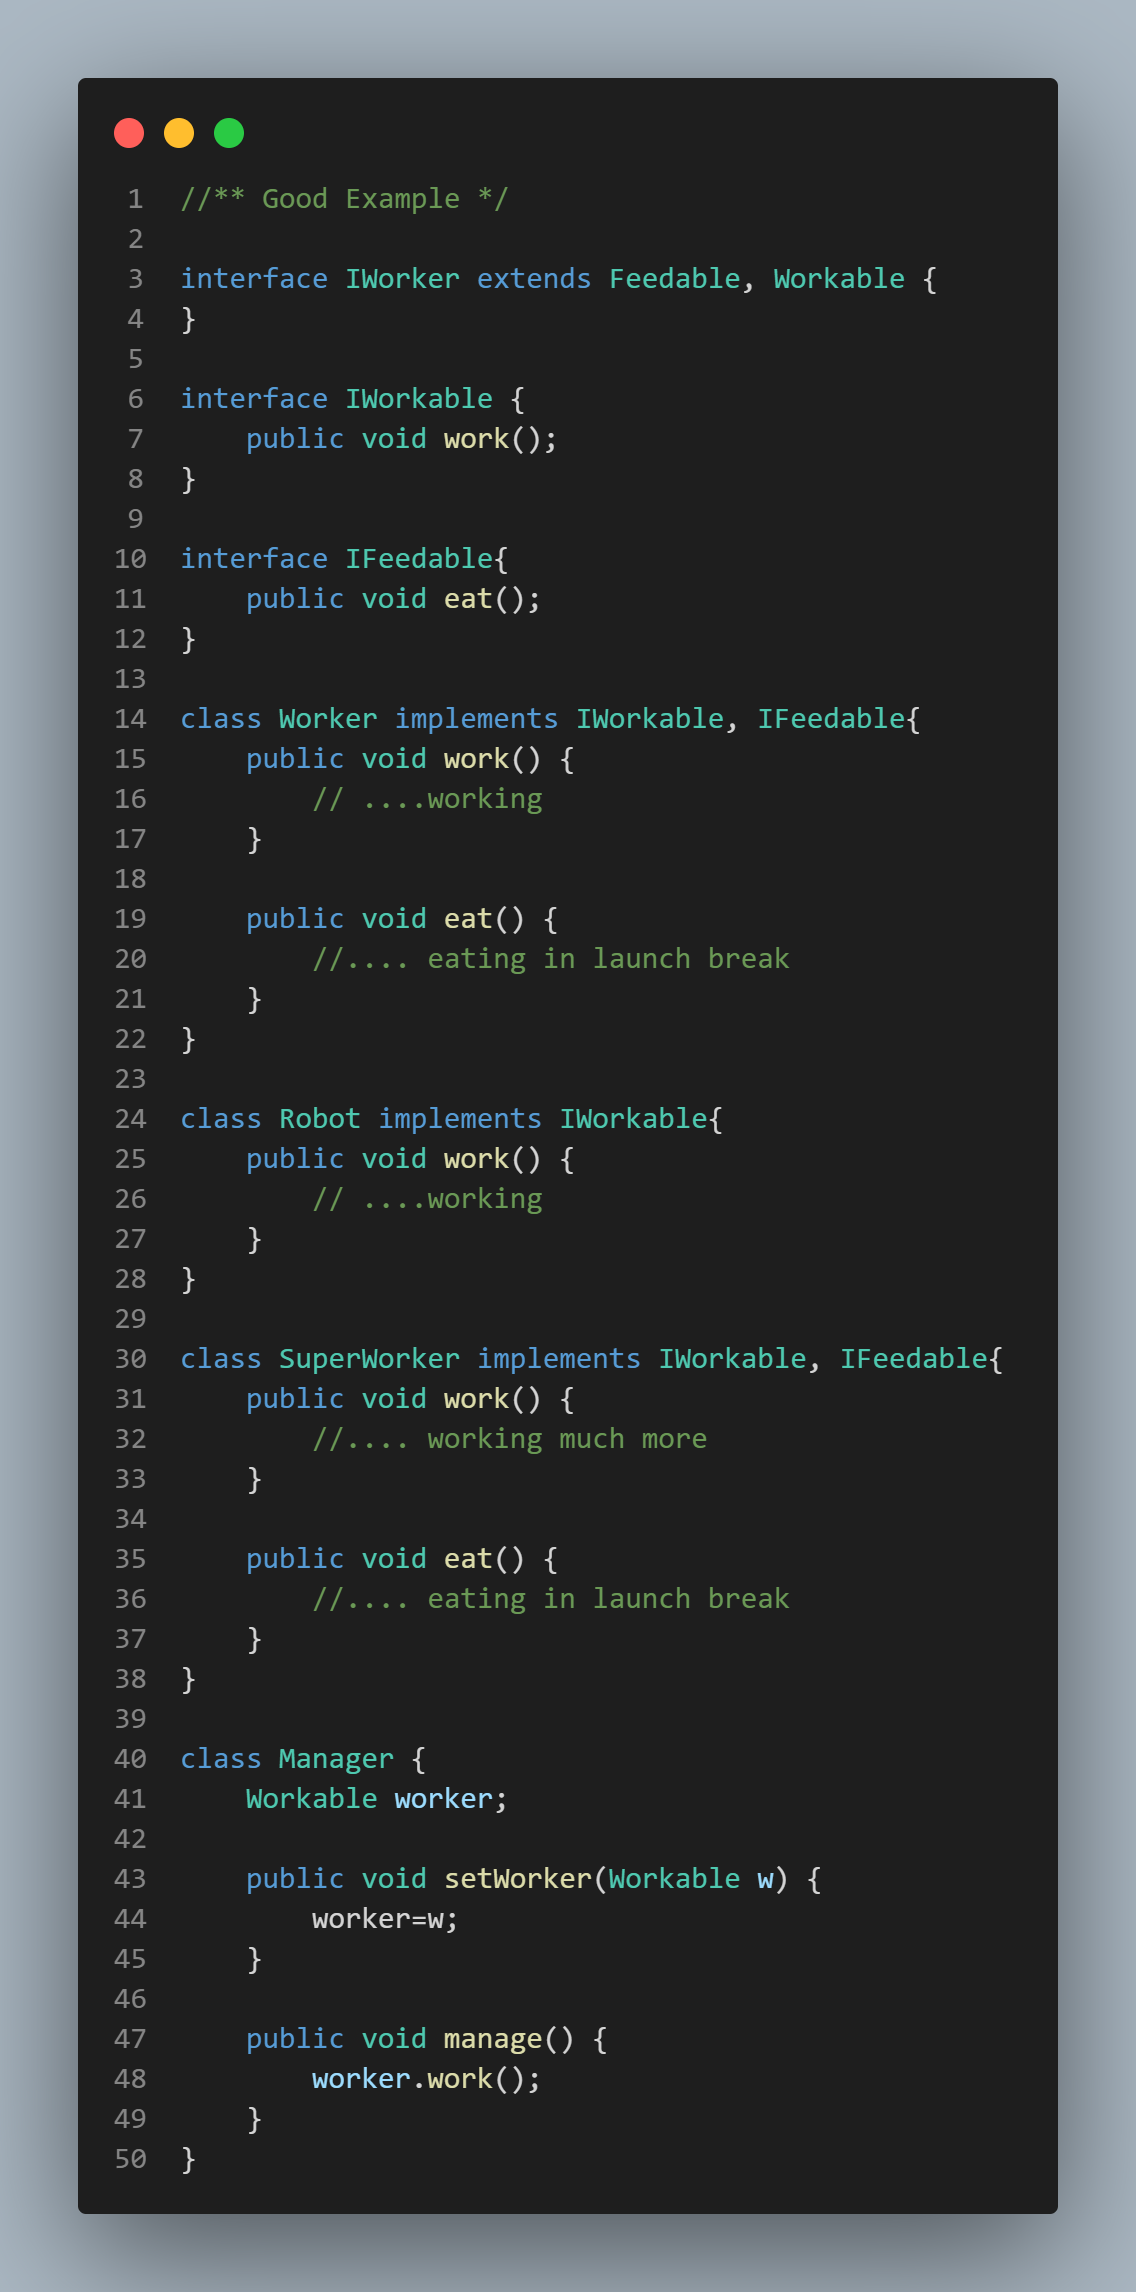 1 //** Good Example */
2
3 interface IWorker extends Feedable, Workable {
4 }
5
6 interface IWorkable {
7     public void work();
8 }
9
10 interface IFeedable{
11     public void eat();
12 }
13
14 class Worker implements IWorkable, IFeedable{
15     public void work() {
16         // ....working
17     }
18
19     public void eat() {
20         //.... eating in launch break
21     }
22 }
23
24 class Robot implements IWorkable{
25     public void work() {
26         // ....working
27     }
28 }
29
30 class SuperWorker implements IWorkable, IFeedable{
31     public void work() {
32         //.... working much more
33     }
34
35     public void eat() {
36         //.... eating in launch break
37     }
38 }
39
40 class Manager {
41     Workable worker;
42
43     public void setWorker(Workable w) {
44         worker=w;
45     }
46
47     public void manage() {
48         worker.work();
49     }
50 }